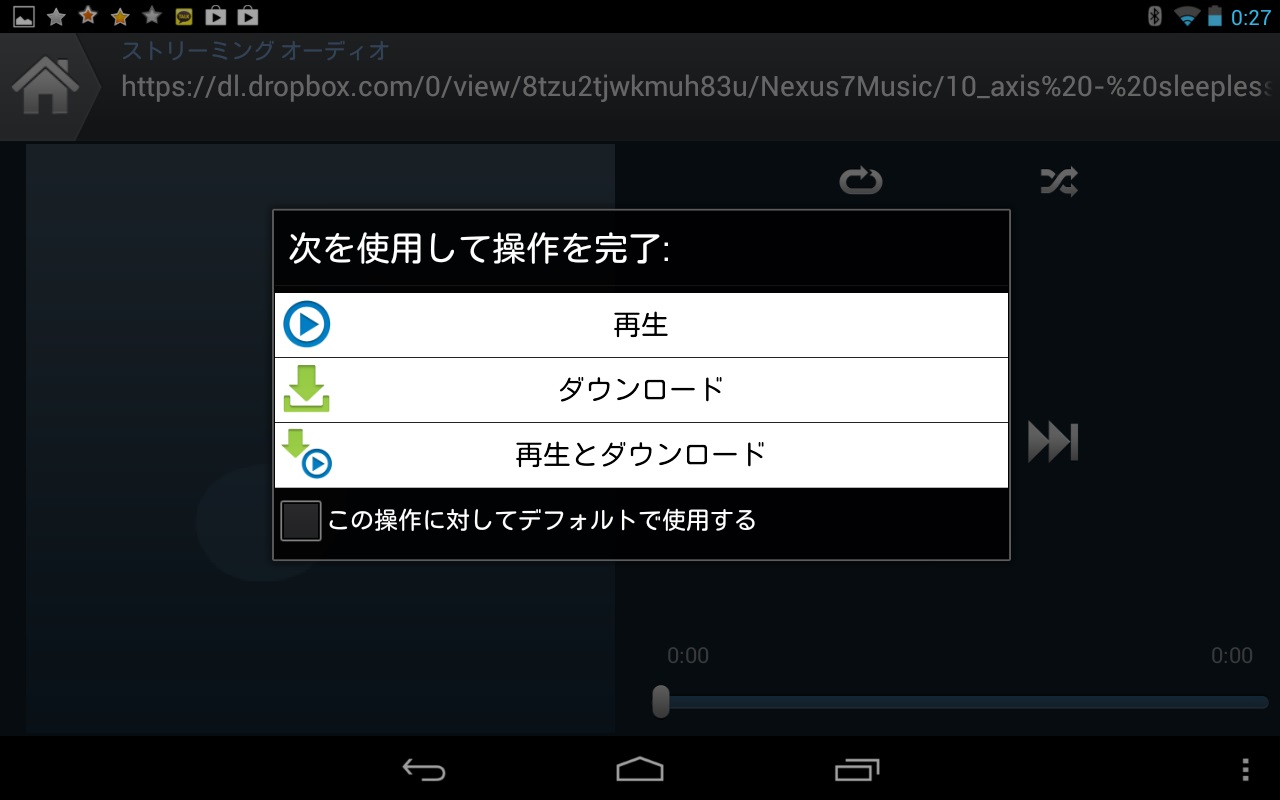 0:27
ストリーミング オーディオ
https://dl.dropbox.com/0/view/8tzu2tjwkmuh83u/Nexus7Music/10_axis%20-%20sleepless
次を使用して操作を完了:
再生
ダウンロード
再生とダウンロード
この操作に対してデフォルトで使用する
0:00
0:00